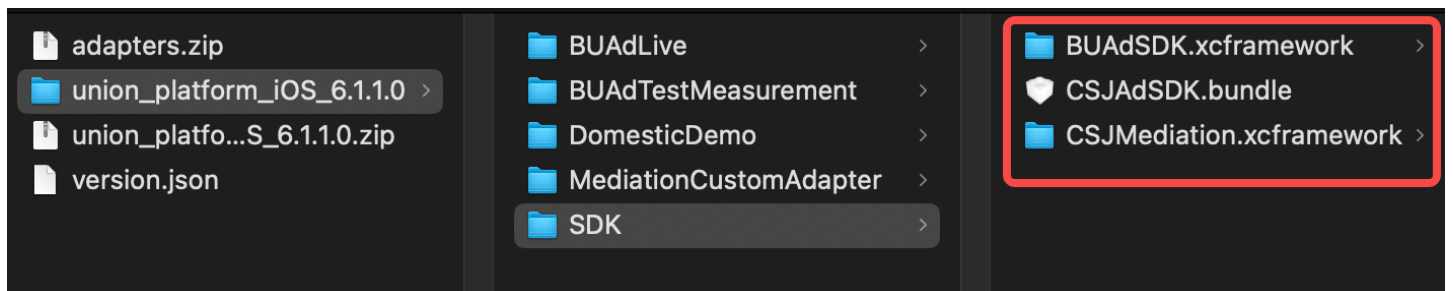 adapters.zip
union_platform_iOS_6.1.1.0
union_platfo...S_6.1.1.0.zip
version.json
BUAdLive
BUAdTestMeasurement
DomesticDemo
MediationCustomAdapter
SDK
BUAdSDK.xcframework
CSJAdSDK.bundle
CSJMediation.xcframework